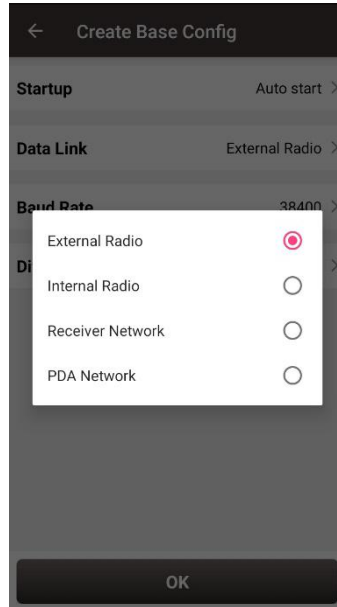 Create Base Config
Startup Auto start
Data Link External Radio
Baud Rate 38400
Di
External Radio
Internal Radio
Receiver Network
PDA Network
OK